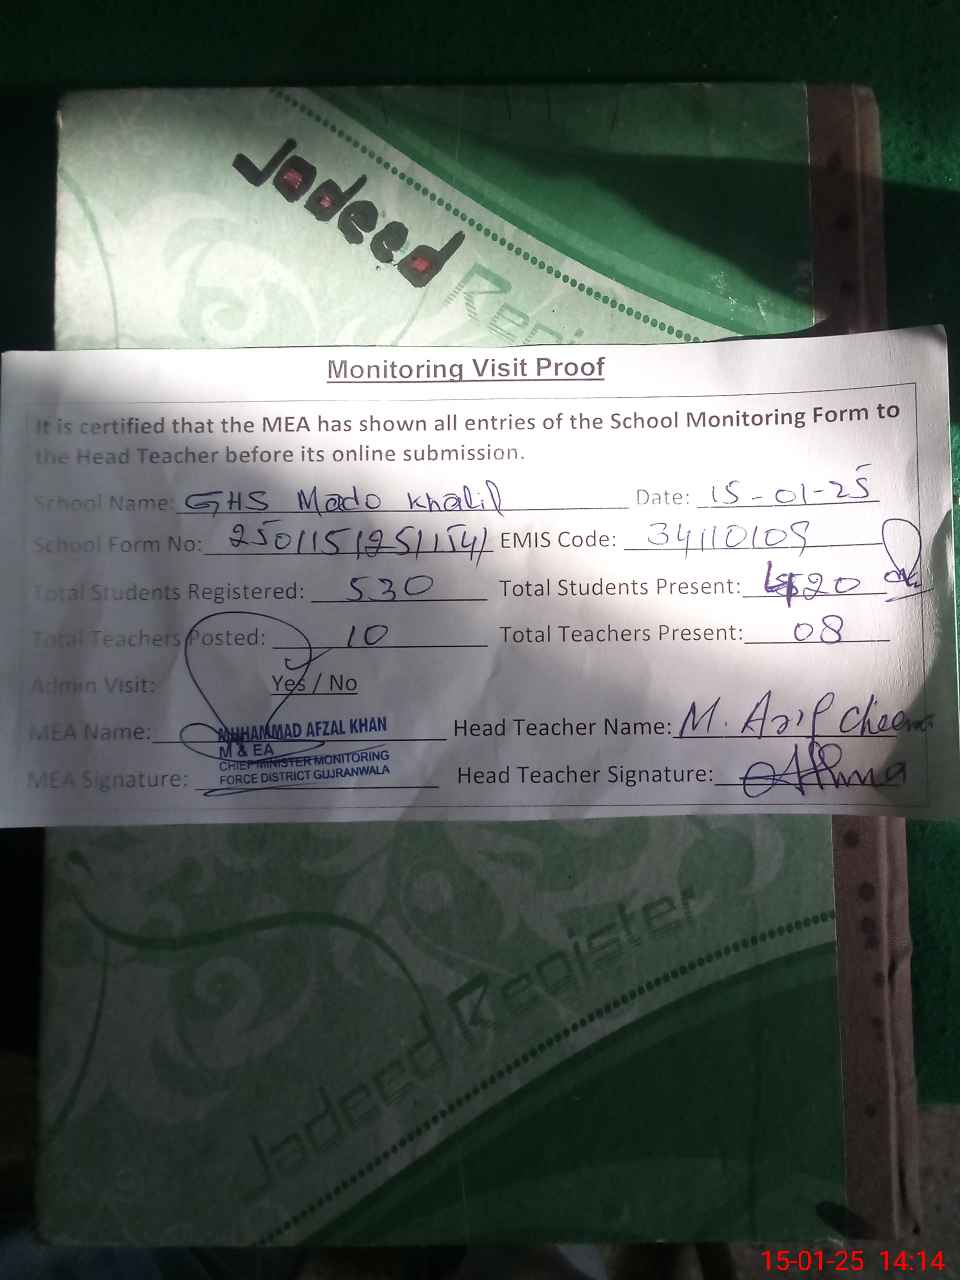 Jadeed
Regi
Monitoring Visit Proof
It is certified that the MEA has shown all entries of the School Monitoring Form to
the Head Teacher before its online submission.
School Name: GHS Mado Khalil Date: 15-01-25
School Form No: EMIS Code: 34110109
Total Students Registered: 530 Total Students Present: 420
Total Teachers Posted: 10 Total Teachers Present: 08
Admin Visit: Yes / No
MEA Name: MUHAMMAD AFZAL KHAN Head Teacher Name: M. Arif Cheema
M & EA
CHIEF MINISTER MONITORING
MEA Signature: FORCE DISTRICT GUJRANWALA Head Teacher Signature:
Jadeed Register
15-01-25 14:14